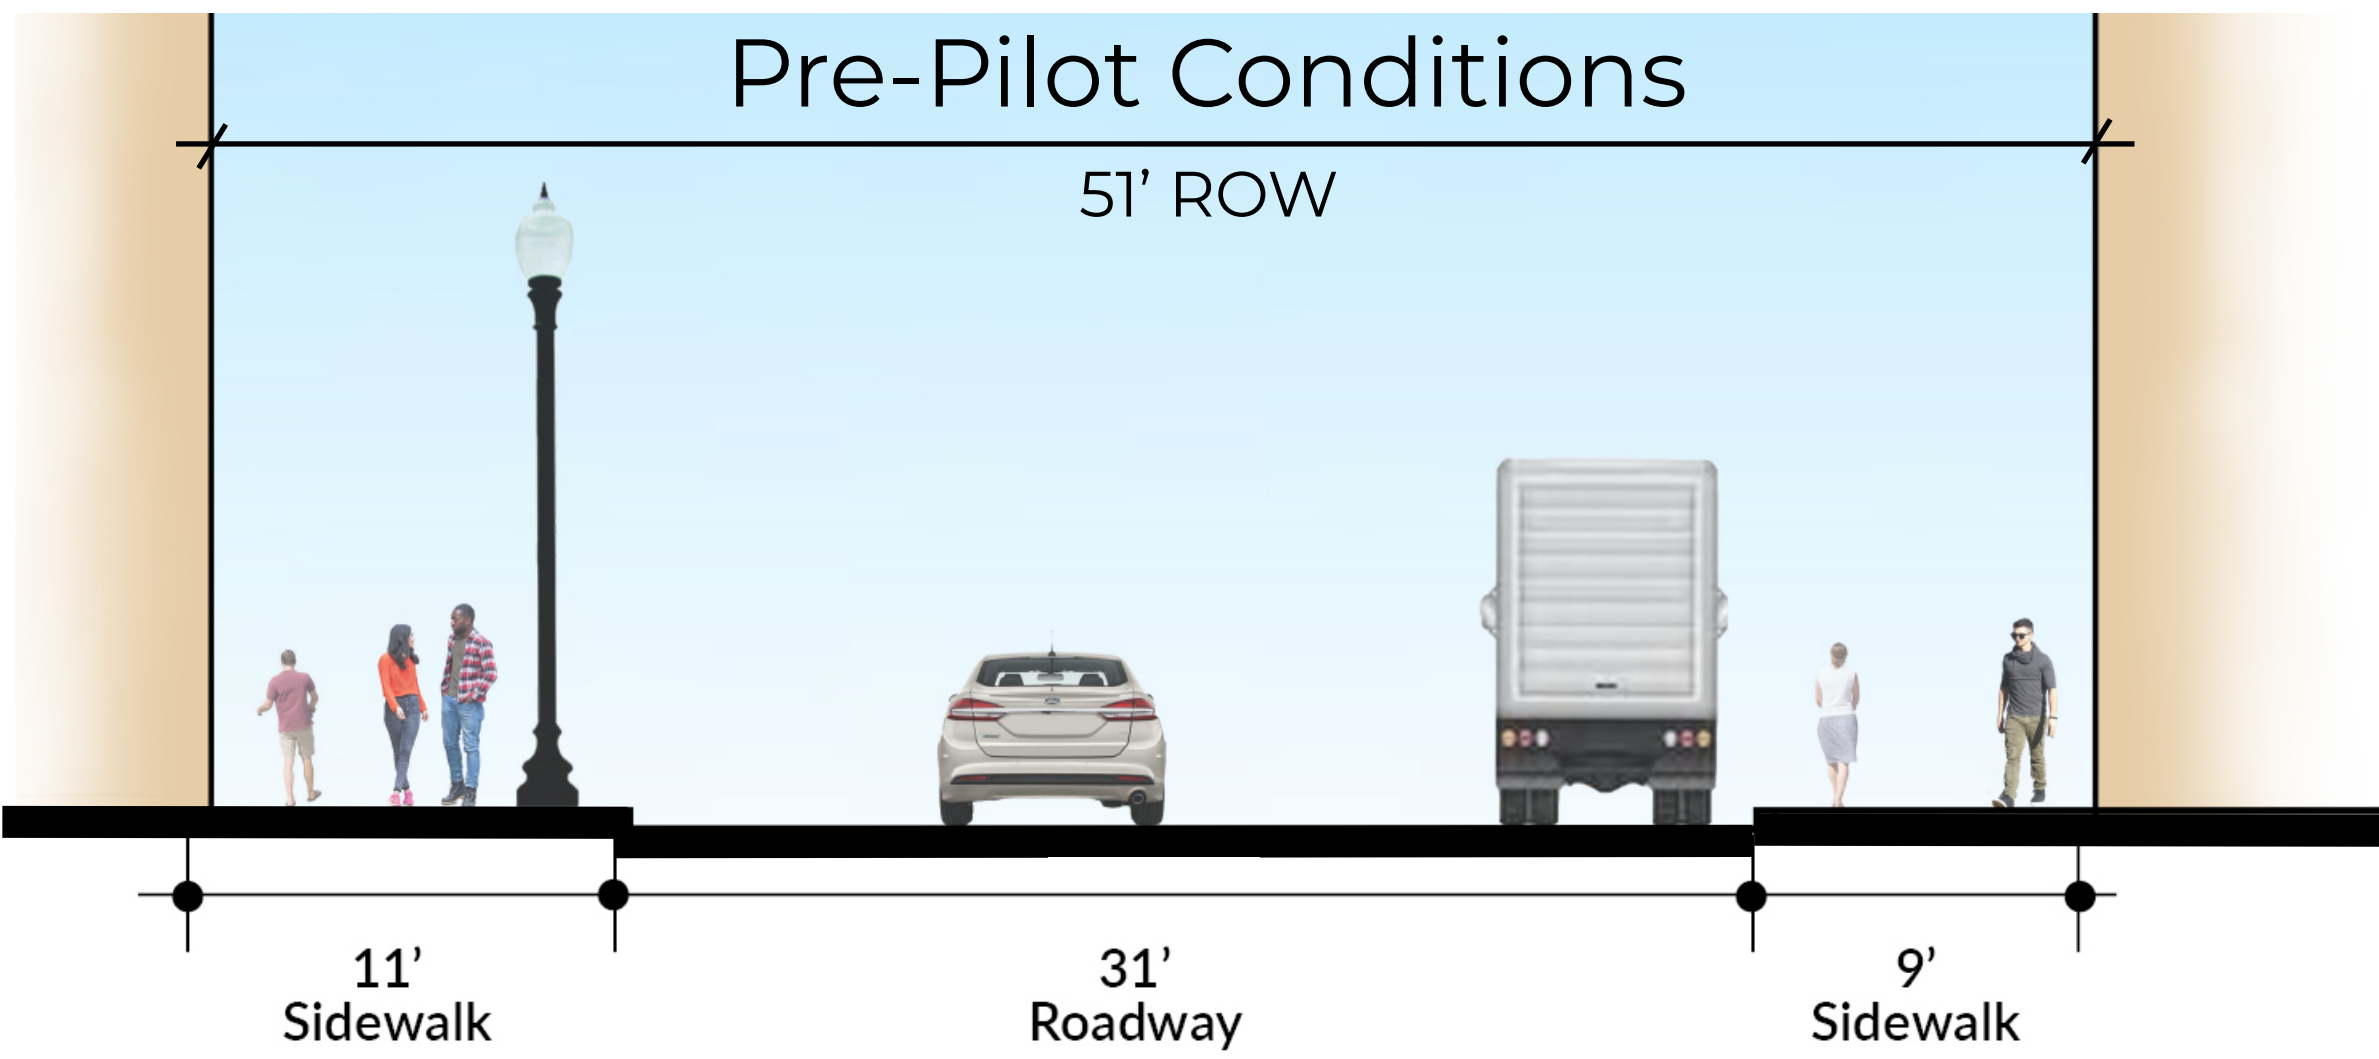 Pre-Pilot Conditions
51’ ROW
11’
Sidewalk
31’
Roadway
9’
Sidewalk